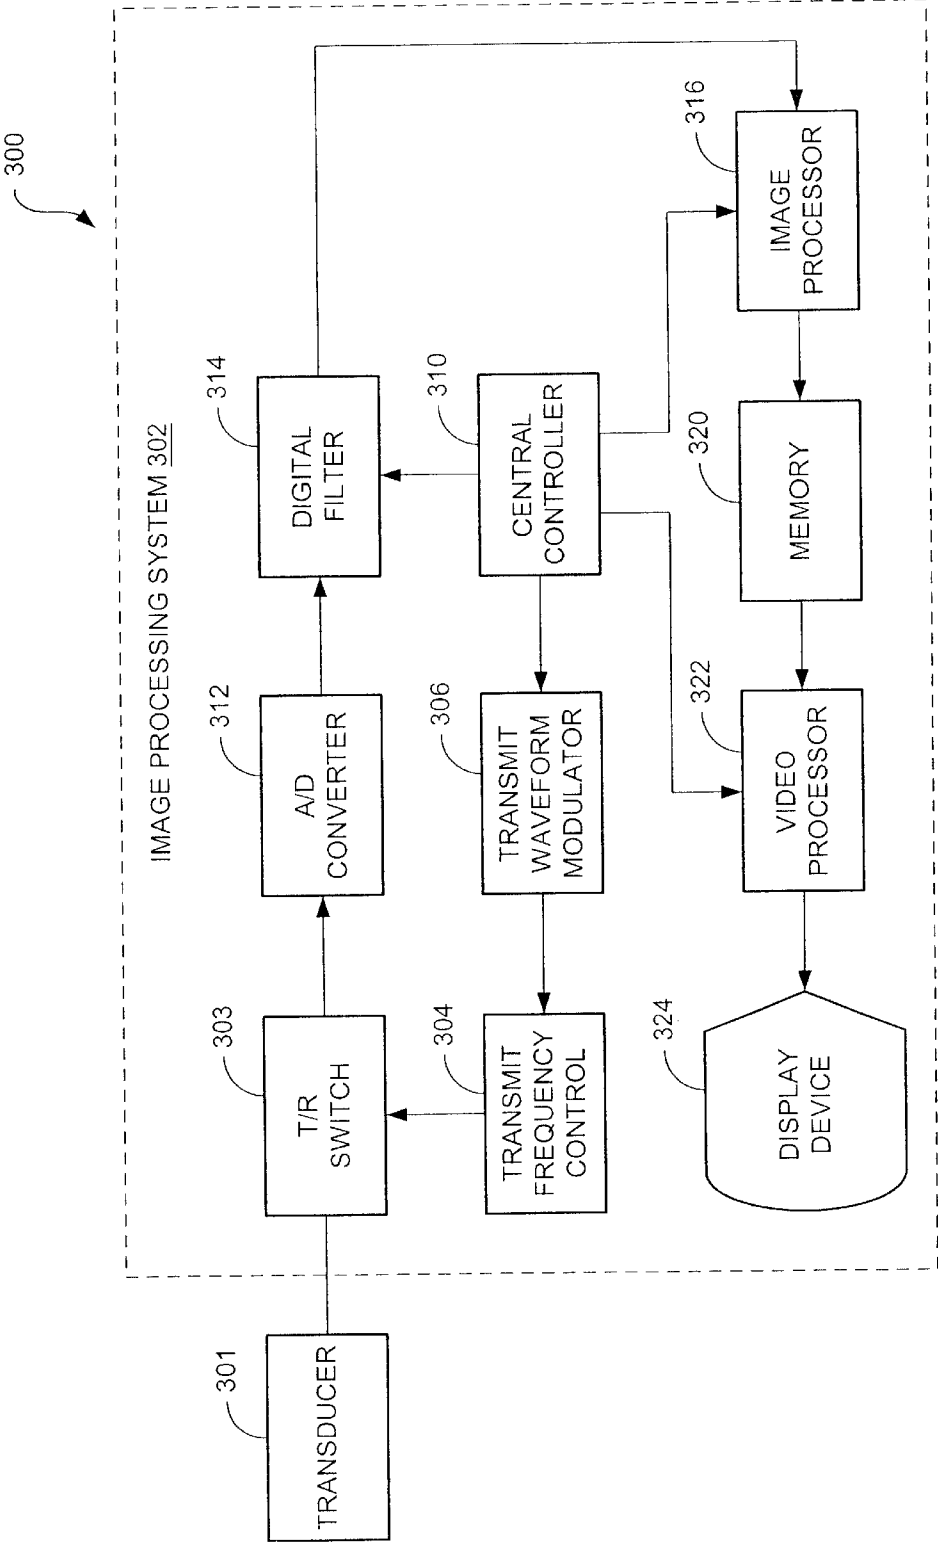 300
IMAGE PROCESSING SYSTEM 302
301
TRANSDUCER
303
T/R
SWITCH
312
A/D
CONVERTER
314
DIGITAL
FILTER
304
TRANSMIT
FREQUENCY
CONTROL
306
TRANSMIT
WAVEFORM
MODULATOR
310
CENTRAL
CONTROLLER
324
DISPLAY
DEVICE
322
VIDEO
PROCESSOR
320
MEMORY
316
IMAGE
PROCESSOR